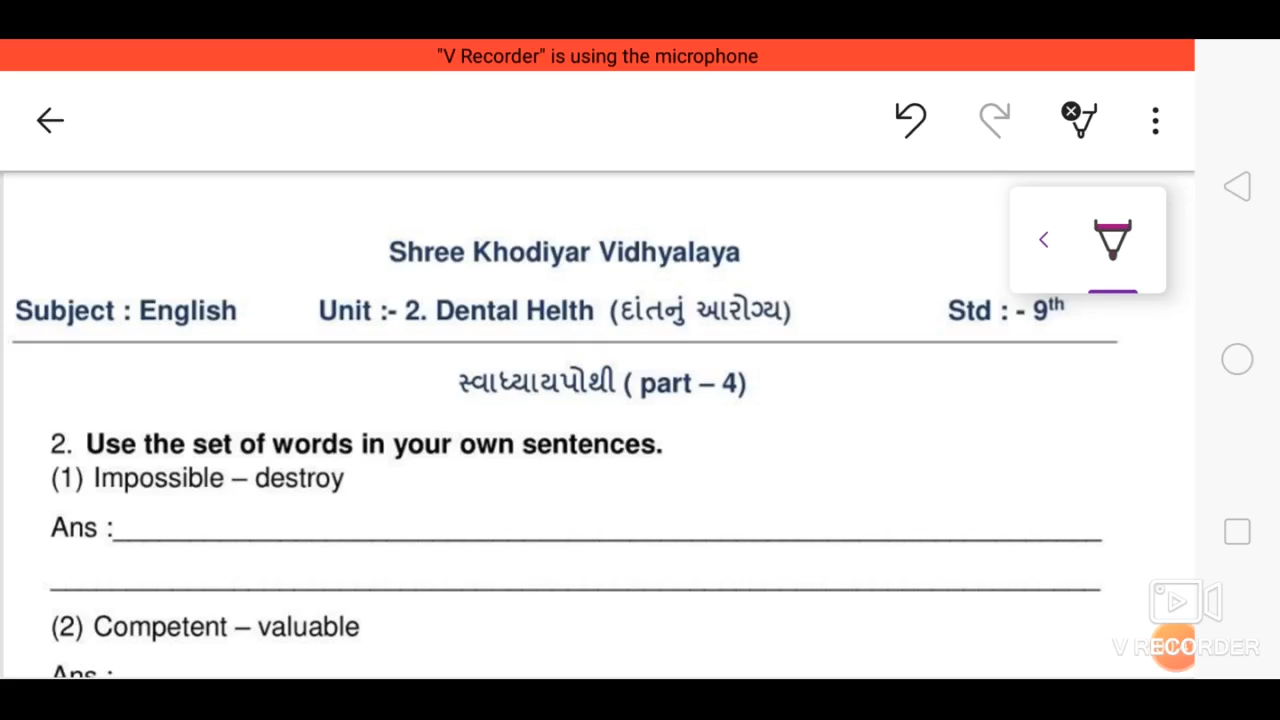 "V Recorder" is using the microphone
Shree Khodiyar Vidhyalaya
Subject : English Unit :- 2. Dental Helth (દાંતનું આરોગ્ય) Std : - 9th
સ્વાધ્યાયપોથી ( part – 4)
2. Use the set of words in your own sentences.
(1) Impossible – destroy
Ans :
(2) Competent – valuable
Ans :
V RECORDER